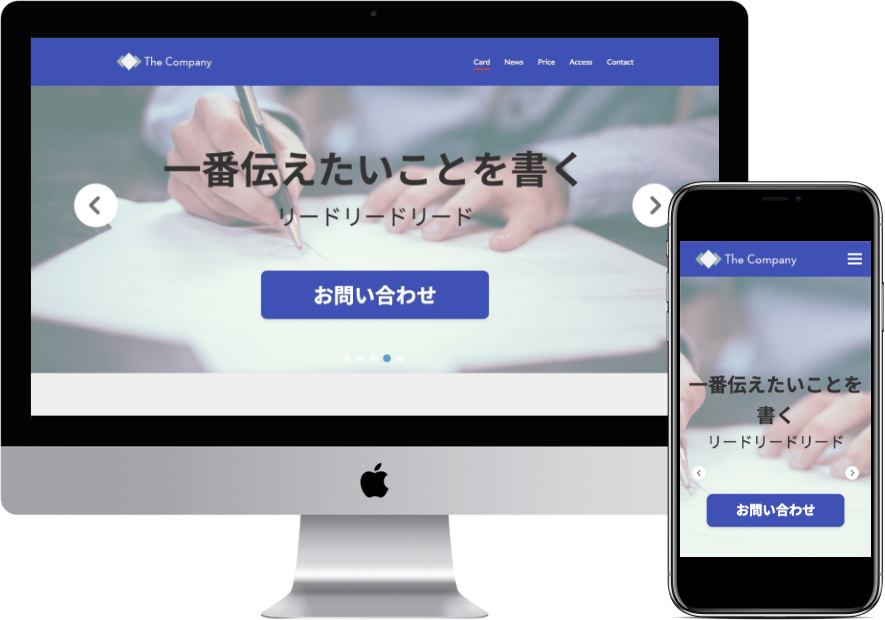 The Company
Card News Price Access Contact
一番伝えたいことを書く
リードリードリード
お問い合わせ
The Company
一番伝えたいことを
書く
リードリードリード
お問い合わせ